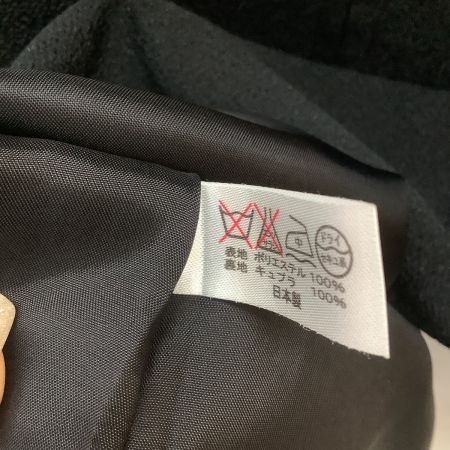 中
ドライ
セキユ系
表地 ポリエステル 100%
裏地 キュプラ 100%
日本製